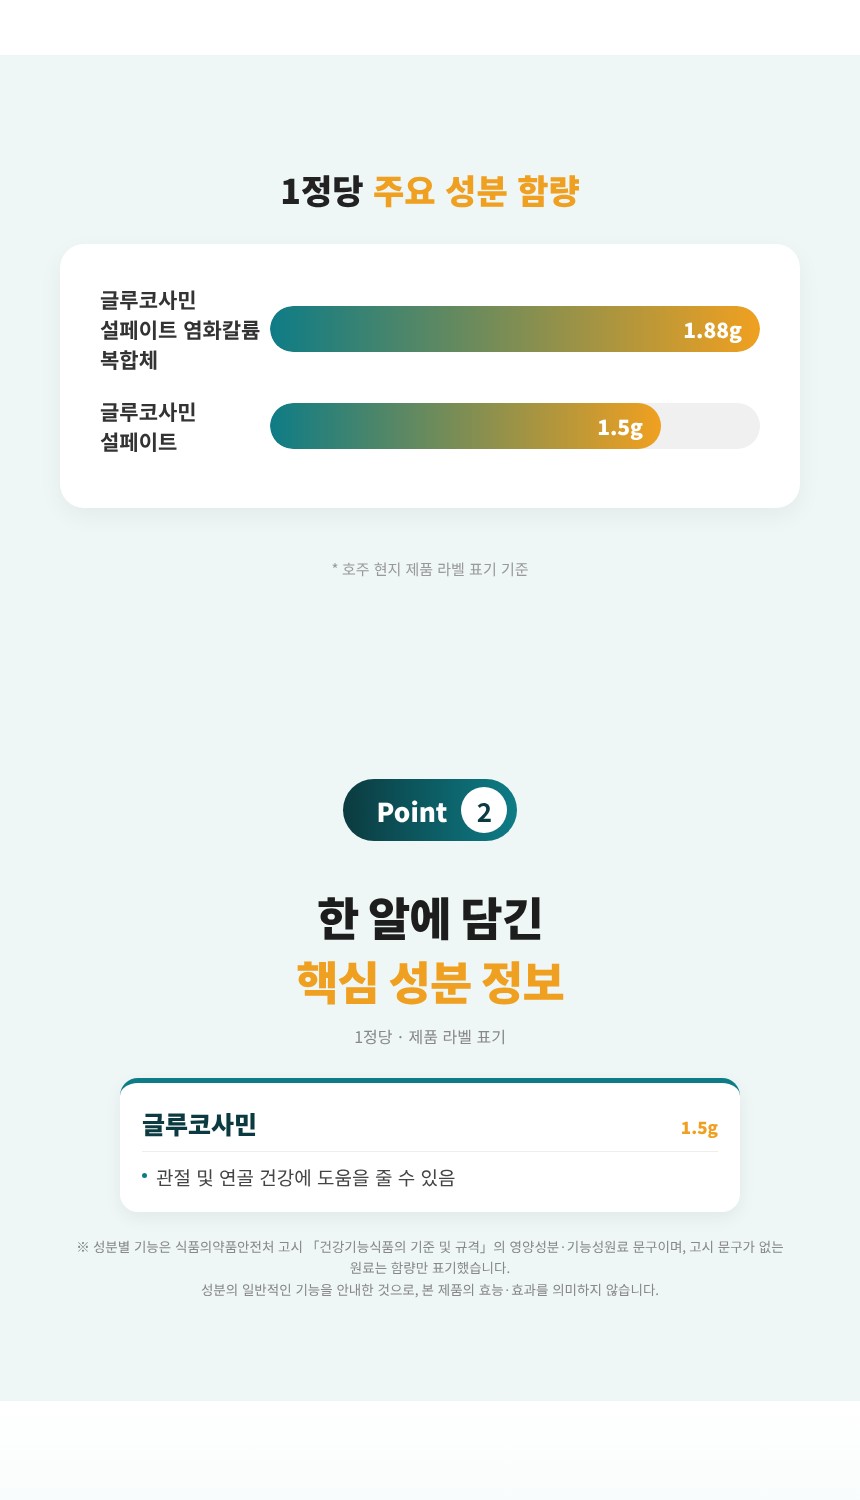 1정당 주요 성분 함량
글루코사민
설페이트 염화칼륨
복합체
1.88g
글루코사민
설페이트
1.5g
* 호주 현지 제품 라벨 표기 기준
Point 2
한 알에 담긴
핵심 성분 정보
1정당 · 제품 라벨 표기
글루코사민
1.5g
• 관절 및 연골 건강에 도움을 줄 수 있음
※ 성분별 기능은 식품의약품안전처 고시 「건강기능식품의 기준 및 규격」의 영양성분·기능성원료 문구이며, 고시 문구가 없는
원료는 함량만 표기했습니다.
성분의 일반적인 기능을 안내한 것으로, 본 제품의 효능·효과를 의미하지 않습니다.